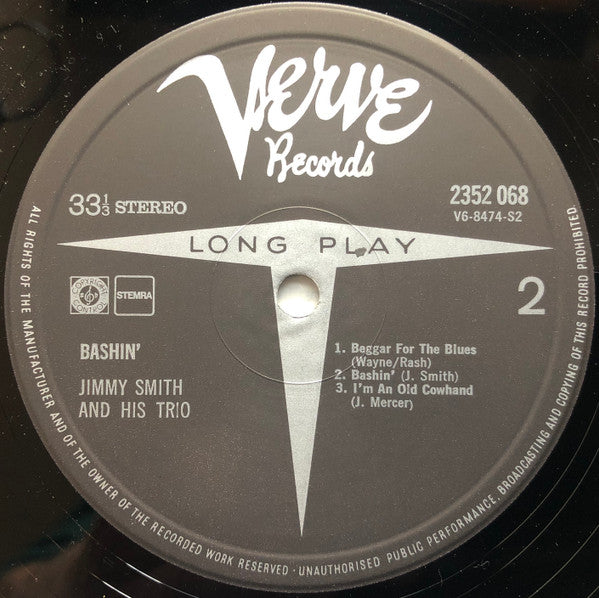 Verve
Records
33⅓ STEREO
2352 068
V6-8474-S2
LONG PLAY
COPYRIGHT
CONTROL
STEMRA
2
BASHIN'
JIMMY SMITH
AND HIS TRIO
1. Beggar For The Blues
(Wayne/Rash)
2. Bashin' (J. Smith)
3. I'm An Old Cowhand
(J. Mercer)
ALL RIGHTS OF THE MANUFACTURER AND OF THE OWNER OF THE RECORDED WORK RESERVED · UNAUTHORISED PUBLIC PERFORMANCE, BROADCASTING AND COPYING OF THIS RECORD PROHIBITED.